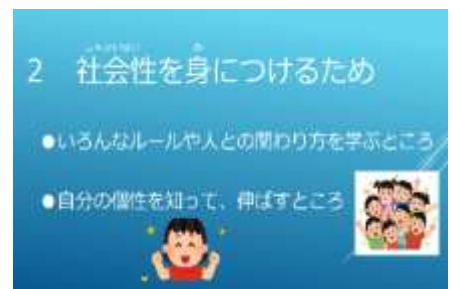 2 社会性を身につけるため
●いろんなルールや人との関わり方を学ぶところ
●自分の個性を知って、伸ばすところ